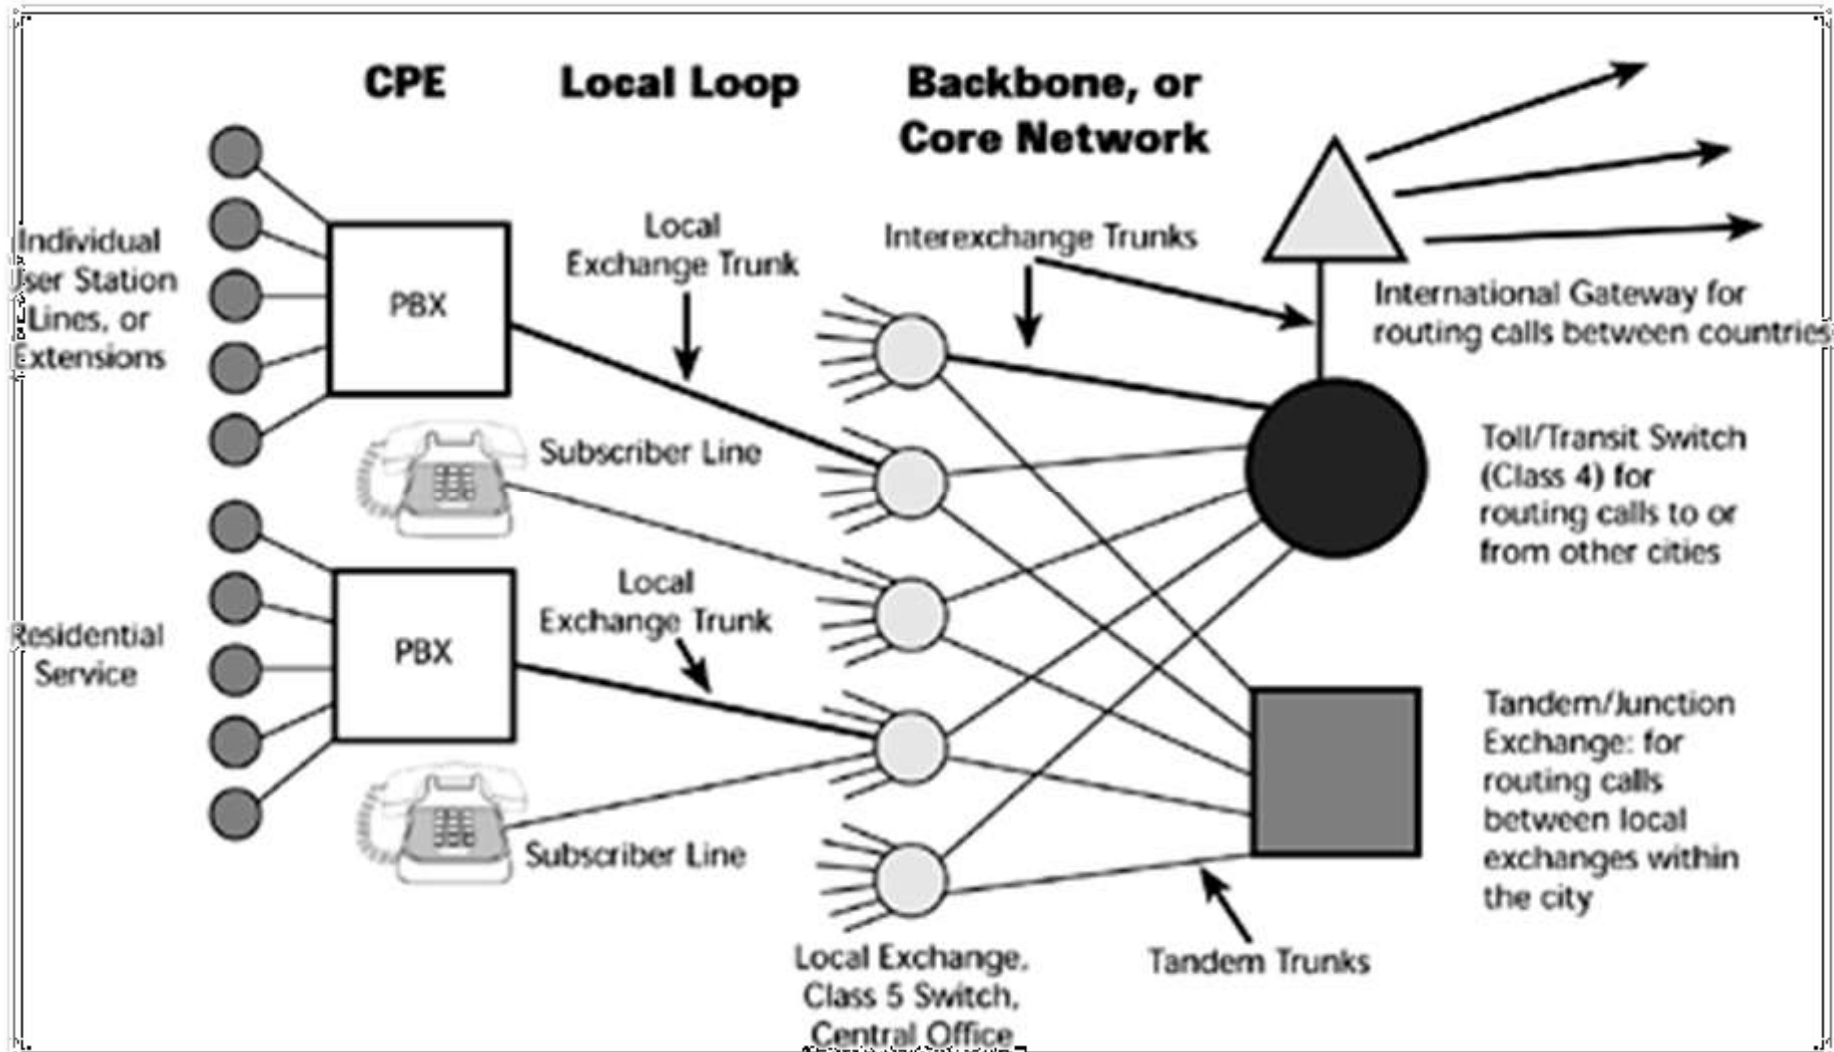 CPE
Local Loop
Backbone, or
Core Network
Individual
User Station
Lines, or
Extensions
PBX
Local
Exchange Trunk
Interexchange Trunks
International Gateway for
routing calls between countries
Subscriber Line
Toll/Transit Switch
(Class 4) for
routing calls to or
from other cities
Residential
Service
PBX
Local
Exchange Trunk
Subscriber Line
Tandem/Junction
Exchange: for
routing calls
between local
exchanges within
the city
Local Exchange,
Class 5 Switch,
Central Office
Tandem Trunks